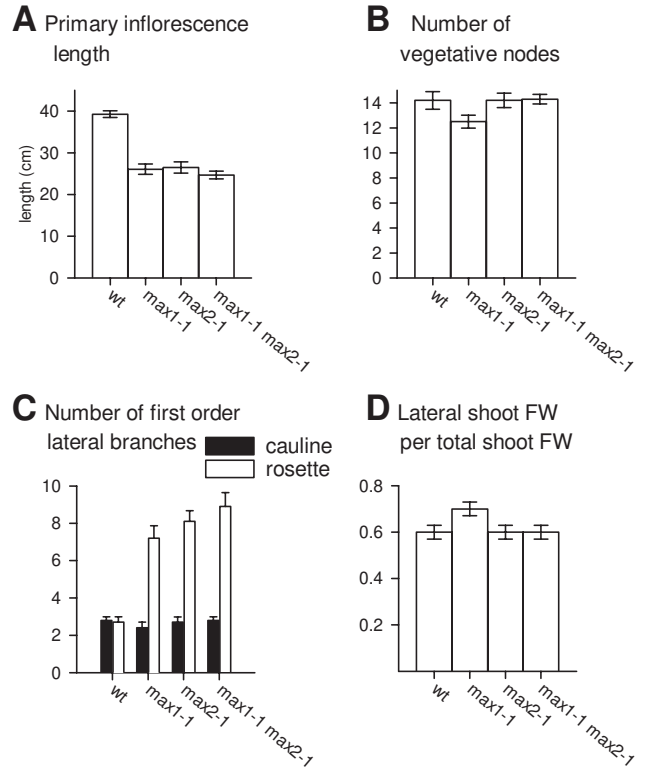 A Primary inflorescence
length
length (cm)
40
30
20
10
0
wt
max1-1
max2-1
max1-1 max2-1
B Number of
vegetative nodes
14
12
10
8
6
4
2
0
wt
max1-1
max2-1
max1-1 max2-1
C Number of first order
lateral branches
cauline
rosette
10
8
6
4
2
0
wt
max1-1
max2-1
max1-1 max2-1
D Lateral shoot FW
per total shoot FW
0.8
0.6
0.4
0.2
wt
max1-1
max2-1
max1-1 max2-1